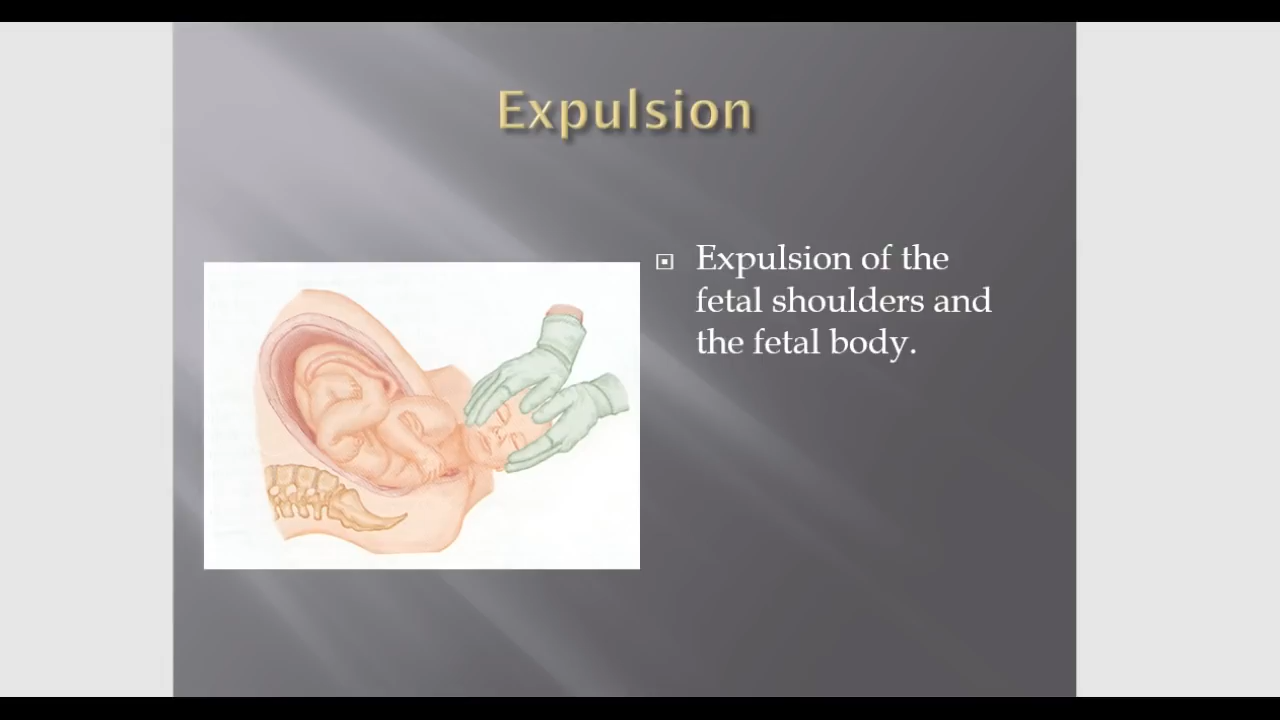 Expulsion
Expulsion of the
fetal shoulders and
the fetal body.